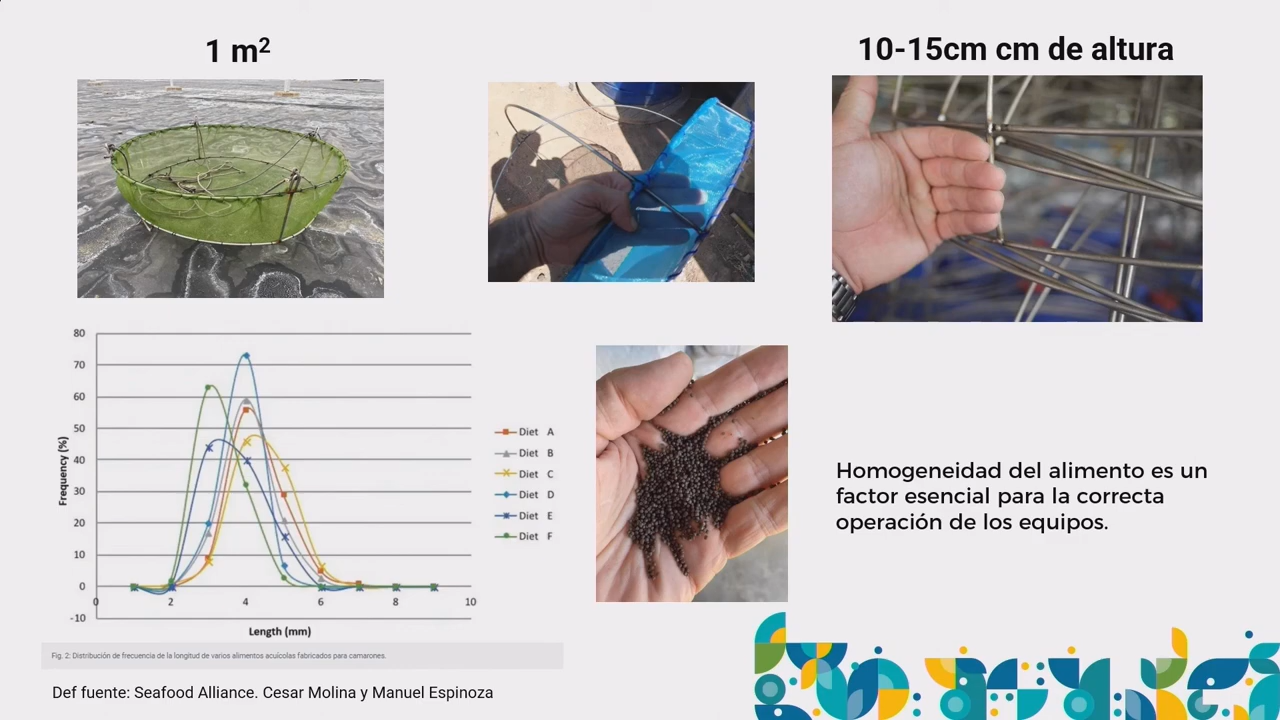 1 m²
10-15cm cm de altura
80
70
60
50
40
30
20
10
0
-10
0 2 4 6 8 10
Frequency (%)
Length (mm)
Diet A
Diet B
Diet C
Diet D
Diet E
Diet F
Fig. 2: Distribución de frecuencia de la longitud de varios alimentos acuícolas fabricados para camarones.
Homogeneidad del alimento es un
factor esencial para la correcta
operación de los equipos.
Def fuente: Seafood Alliance. Cesar Molina y Manuel Espinoza